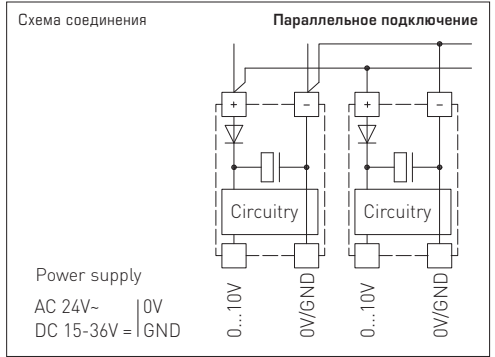 Схема соединения
Параллельное подключение
+
−
+
−
Circuitry
Circuitry
0...10V
0V/GND
0...10V
0V/GND
Power supply
AC 24V~ 0V
DC 15-36V = GND